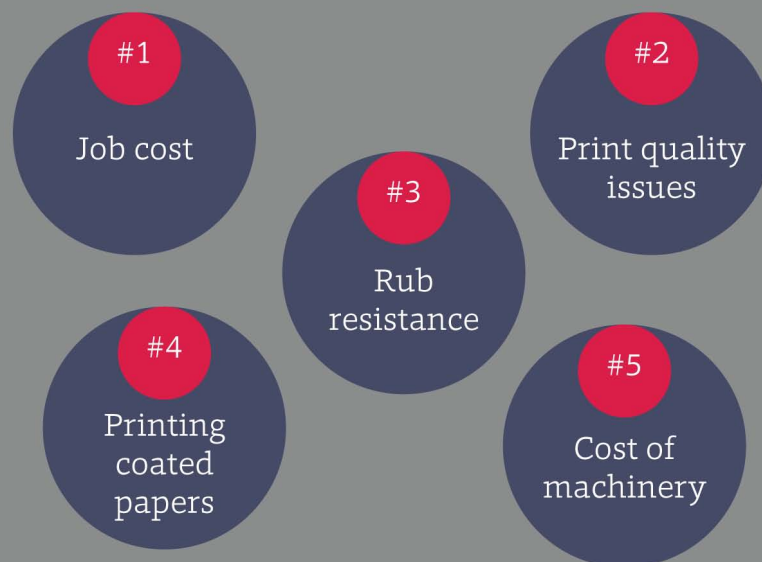 #1
Job cost
#2
Print quality
issues
#3
Rub
resistance
#4
Printing
coated
papers
#5
Cost of
machinery